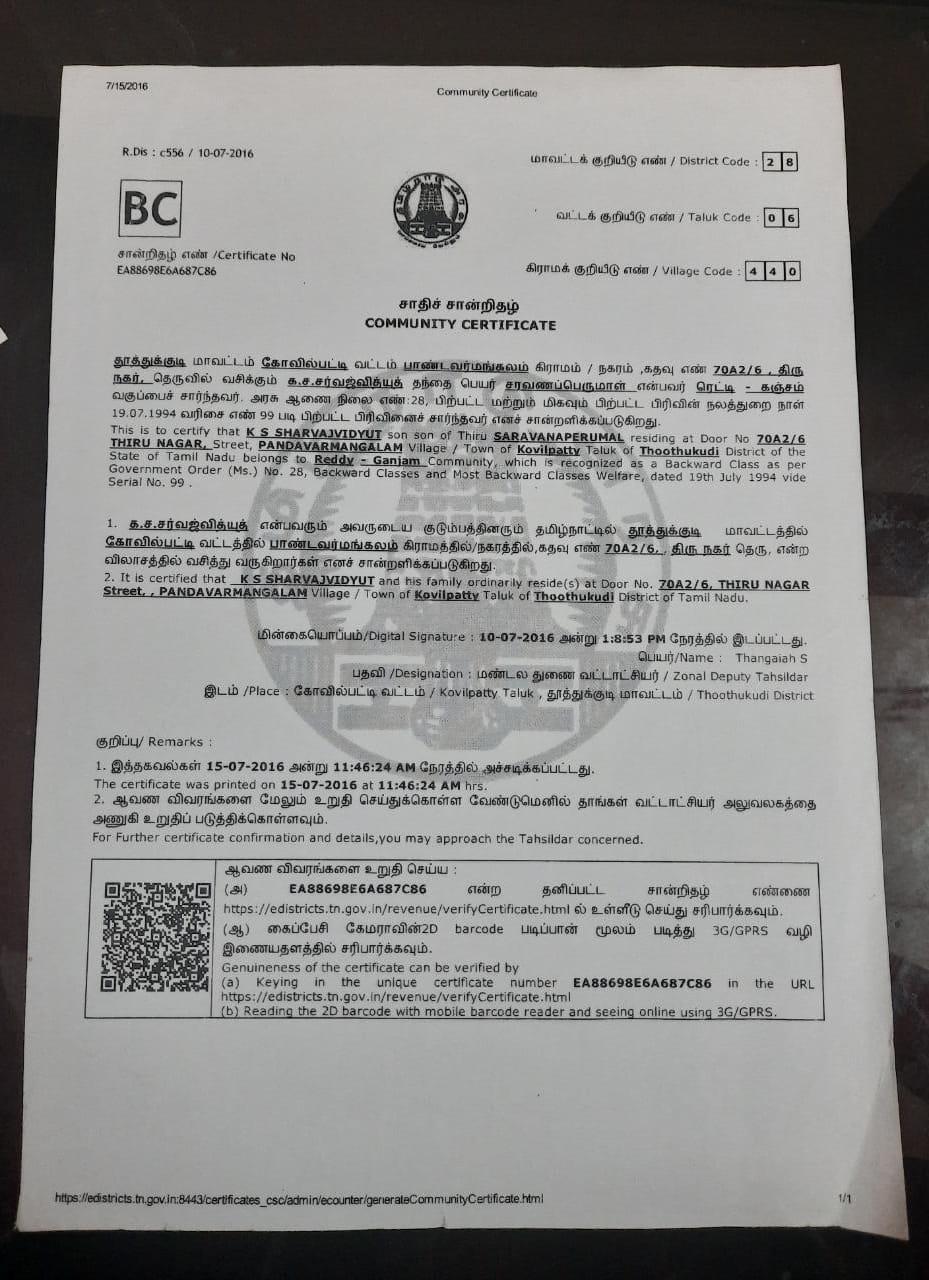 7/15/2016
Community Certificate
R.Dis : c556 / 10-07-2016
மாவட்டக் குறியீடு எண் / District Code : 2 8
BC
வட்டக் குறியீடு எண் / Taluk Code : 0 6
சான்றிதழ் எண் /Certificate No
EA88698E6A687C86
கிராமக் குறியீடு எண் / Village Code : 4 4 0
சாதிச் சான்றிதழ்
COMMUNITY CERTIFICATE
தூத்துக்குடி மாவட்டம் கோவில்பட்டி வட்டம் பாண்டவர்மங்கலம் கிராமம் / நகரம் ,கதவு எண் 70A2/6 , திரு
நகர், தெருவில் வசிக்கும் க.ச.சர்வஜ்வித்யுத் தந்தை பெயர் சரவணப்பெருமாள் என்பவர் ரெட்டி - கஞ்சம்
வகுப்பைச் சார்ந்தவர். அரசு ஆணை நிலை எண்:28, பிற்பட்ட மற்றும் மிகவும் பிற்பட்ட பிரிவின் நலத்துறை நாள்
19.07.1994 வரிசை எண் 99 படி பிற்பட்ட பிரிவினைச் சார்ந்தவர் எனச் சான்றளிக்கப்படுகிறது.
This is to certify that K S SHARVAJVIDYUT son son of Thiru SARAVANAPERUMAL residing at Door No 70A2/6
THIRU NAGAR, Street, PANDAVARMANGALAM Village / Town of Kovilpatty Taluk of Thoothukudi District of the
State of Tamil Nadu belongs to Reddy - Ganjam Community, which is recognized as a Backward Class as per
Government Order (Ms.) No. 28, Backward Classes and Most Backward Classes Welfare, dated 19th July 1994 vide
Serial No. 99 .
1. க.ச.சர்வஜ்வித்யுத் என்பவரும் அவருடைய குடும்பத்தினரும் தமிழ்நாட்டில் தூத்துக்குடி மாவட்டத்தில்
கோவில்பட்டி வட்டத்தில் பாண்டவர்மங்கலம் கிராமத்தில்/நகரத்தில்,கதவு எண் 70A2/6, , திரு நகர் தெரு, என்ற
விலாசத்தில் வசித்து வருகிறார்கள் எனச் சான்றளிக்கப்படுகிறது.
2. It is certified that K S SHARVAJVIDYUT and his family ordinarily reside(s) at Door No. 70A2/6, THIRU NAGAR
Street, , PANDAVARMANGALAM Village / Town of Kovilpatty Taluk of Thoothukudi District of Tamil Nadu.
மின்கையொப்பம்/Digital Signature : 10-07-2016 அன்று 1:8:53 PM நேரத்தில் இடப்பட்டது.
பெயர்/Name : Thangaiah S
பதவி /Designation : மண்டல துணை வட்டாட்சியர் / Zonal Deputy Tahsildar
இடம் /Place : கோவில்பட்டி வட்டம் / Kovilpatty Taluk , தூத்துக்குடி மாவட்டம் / Thoothukudi District
குறிப்பு/ Remarks :
1. இத்தகவல்கள் 15-07-2016 அன்று 11:46:24 AM நேரத்தில் அச்சடிக்கப்பட்டது.
The certificate was printed on 15-07-2016 at 11:46:24 AM hrs.
2. ஆவண விவரங்களை மேலும் உறுதி செய்துக்கொள்ள வேண்டுமெனில் தாங்கள் வட்டாட்சியர் அலுவலகத்தை
அணுகி உறுதிப் படுத்திக்கொள்ளவும்.
For Further certificate confirmation and details,you may approach the Tahsildar concerned.
ஆவண விவரங்களை உறுதி செய்ய :
(அ) EA88698E6A687C86 என்ற தனிப்பட்ட சான்றிதழ் எண்ணை
https://edistricts.tn.gov.in/revenue/verifyCertificate.html ல் உள்ளீடு செய்து சரிபார்க்கவும்.
(ஆ) கைப்பேசி கேமராவின்2D barcode படிப்பான் மூலம் படித்து 3G/GPRS வழி
இணையதளத்தில் சரிபார்க்கவும்.
Genuineness of the certificate can be verified by
(a) Keying in the unique certificate number EA88698E6A687C86 in the URL
https://edistricts.tn.gov.in/revenue/verifyCertificate.html
(b) Reading the 2D barcode with mobile barcode reader and seeing online using 3G/GPRS.
https://edistricts.tn.gov.in:8443/certificates_csc/admin/ecounter/generateCommunityCertificate.html
1/1